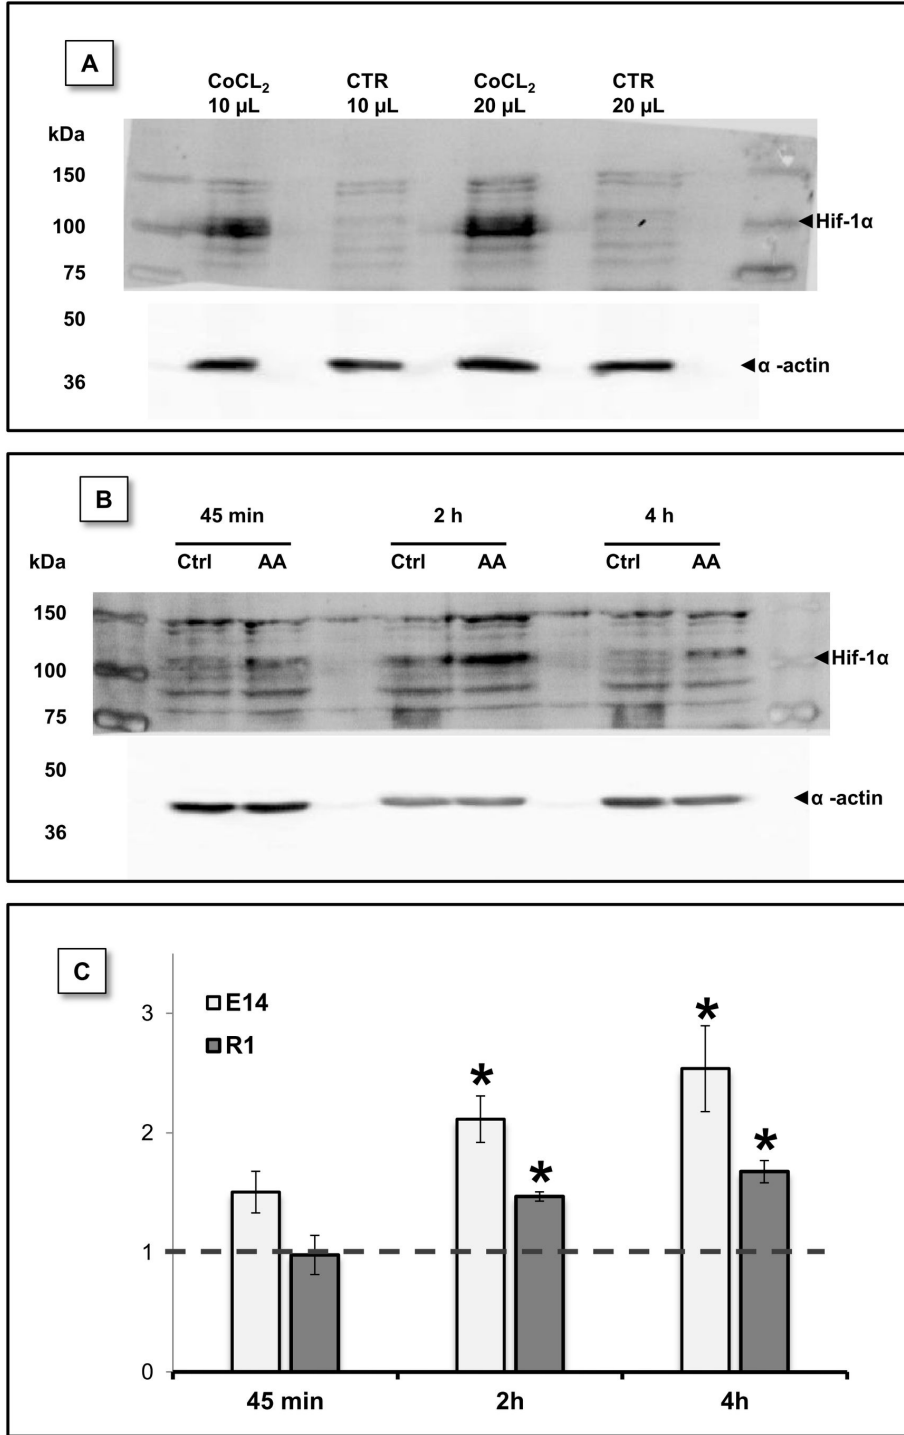 A
CoCL₂ CTR CoCL₂ CTR
10 µL 10 µL 20 µL 20 µL
kDa
150
100 Hif-1α
75
50
α -actin
36
B
45 min 2 h 4 h
kDa Ctrl AA Ctrl AA Ctrl AA
150
100 Hif-1α
75
50
α -actin
36
C
3
E14
R1
* * * *
2
1
0
45 min 2h 4h